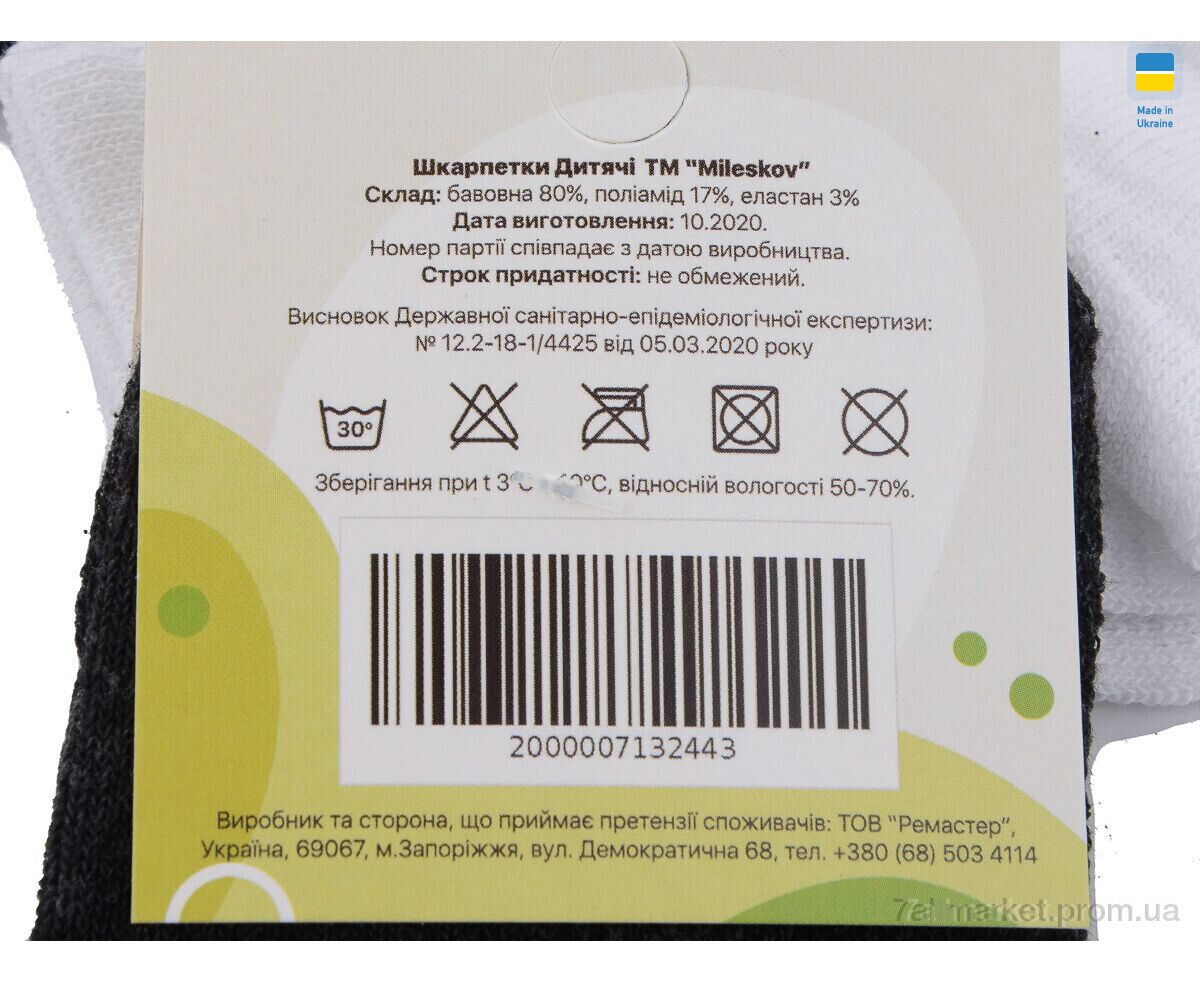 Made in
Ukraine
Шкарпетки Дитячі ТМ "Mileskov"
Склад: бавовна 80%, поліамід 17%, еластан 3%
Дата виготовлення: 10.2020.
Номер партії співпадає з датою виробництва.
Строк придатності: не обмежений.
Висновок Державної санітарно-епідеміологічної експертизи:
№ 12.2-18-1/4425 від 05.03.2020 року
30°
Зберігання при t 3°C , відносній вологості 50-70%.
2000007132443
Виробник та сторона, що приймає претензії споживачів: ТОВ "Ремастер",
Україна, 69067, м.Запоріжжя, вул. Демократична 68, тел. +380 (68) 503 4114
7allmarket.prom.ua